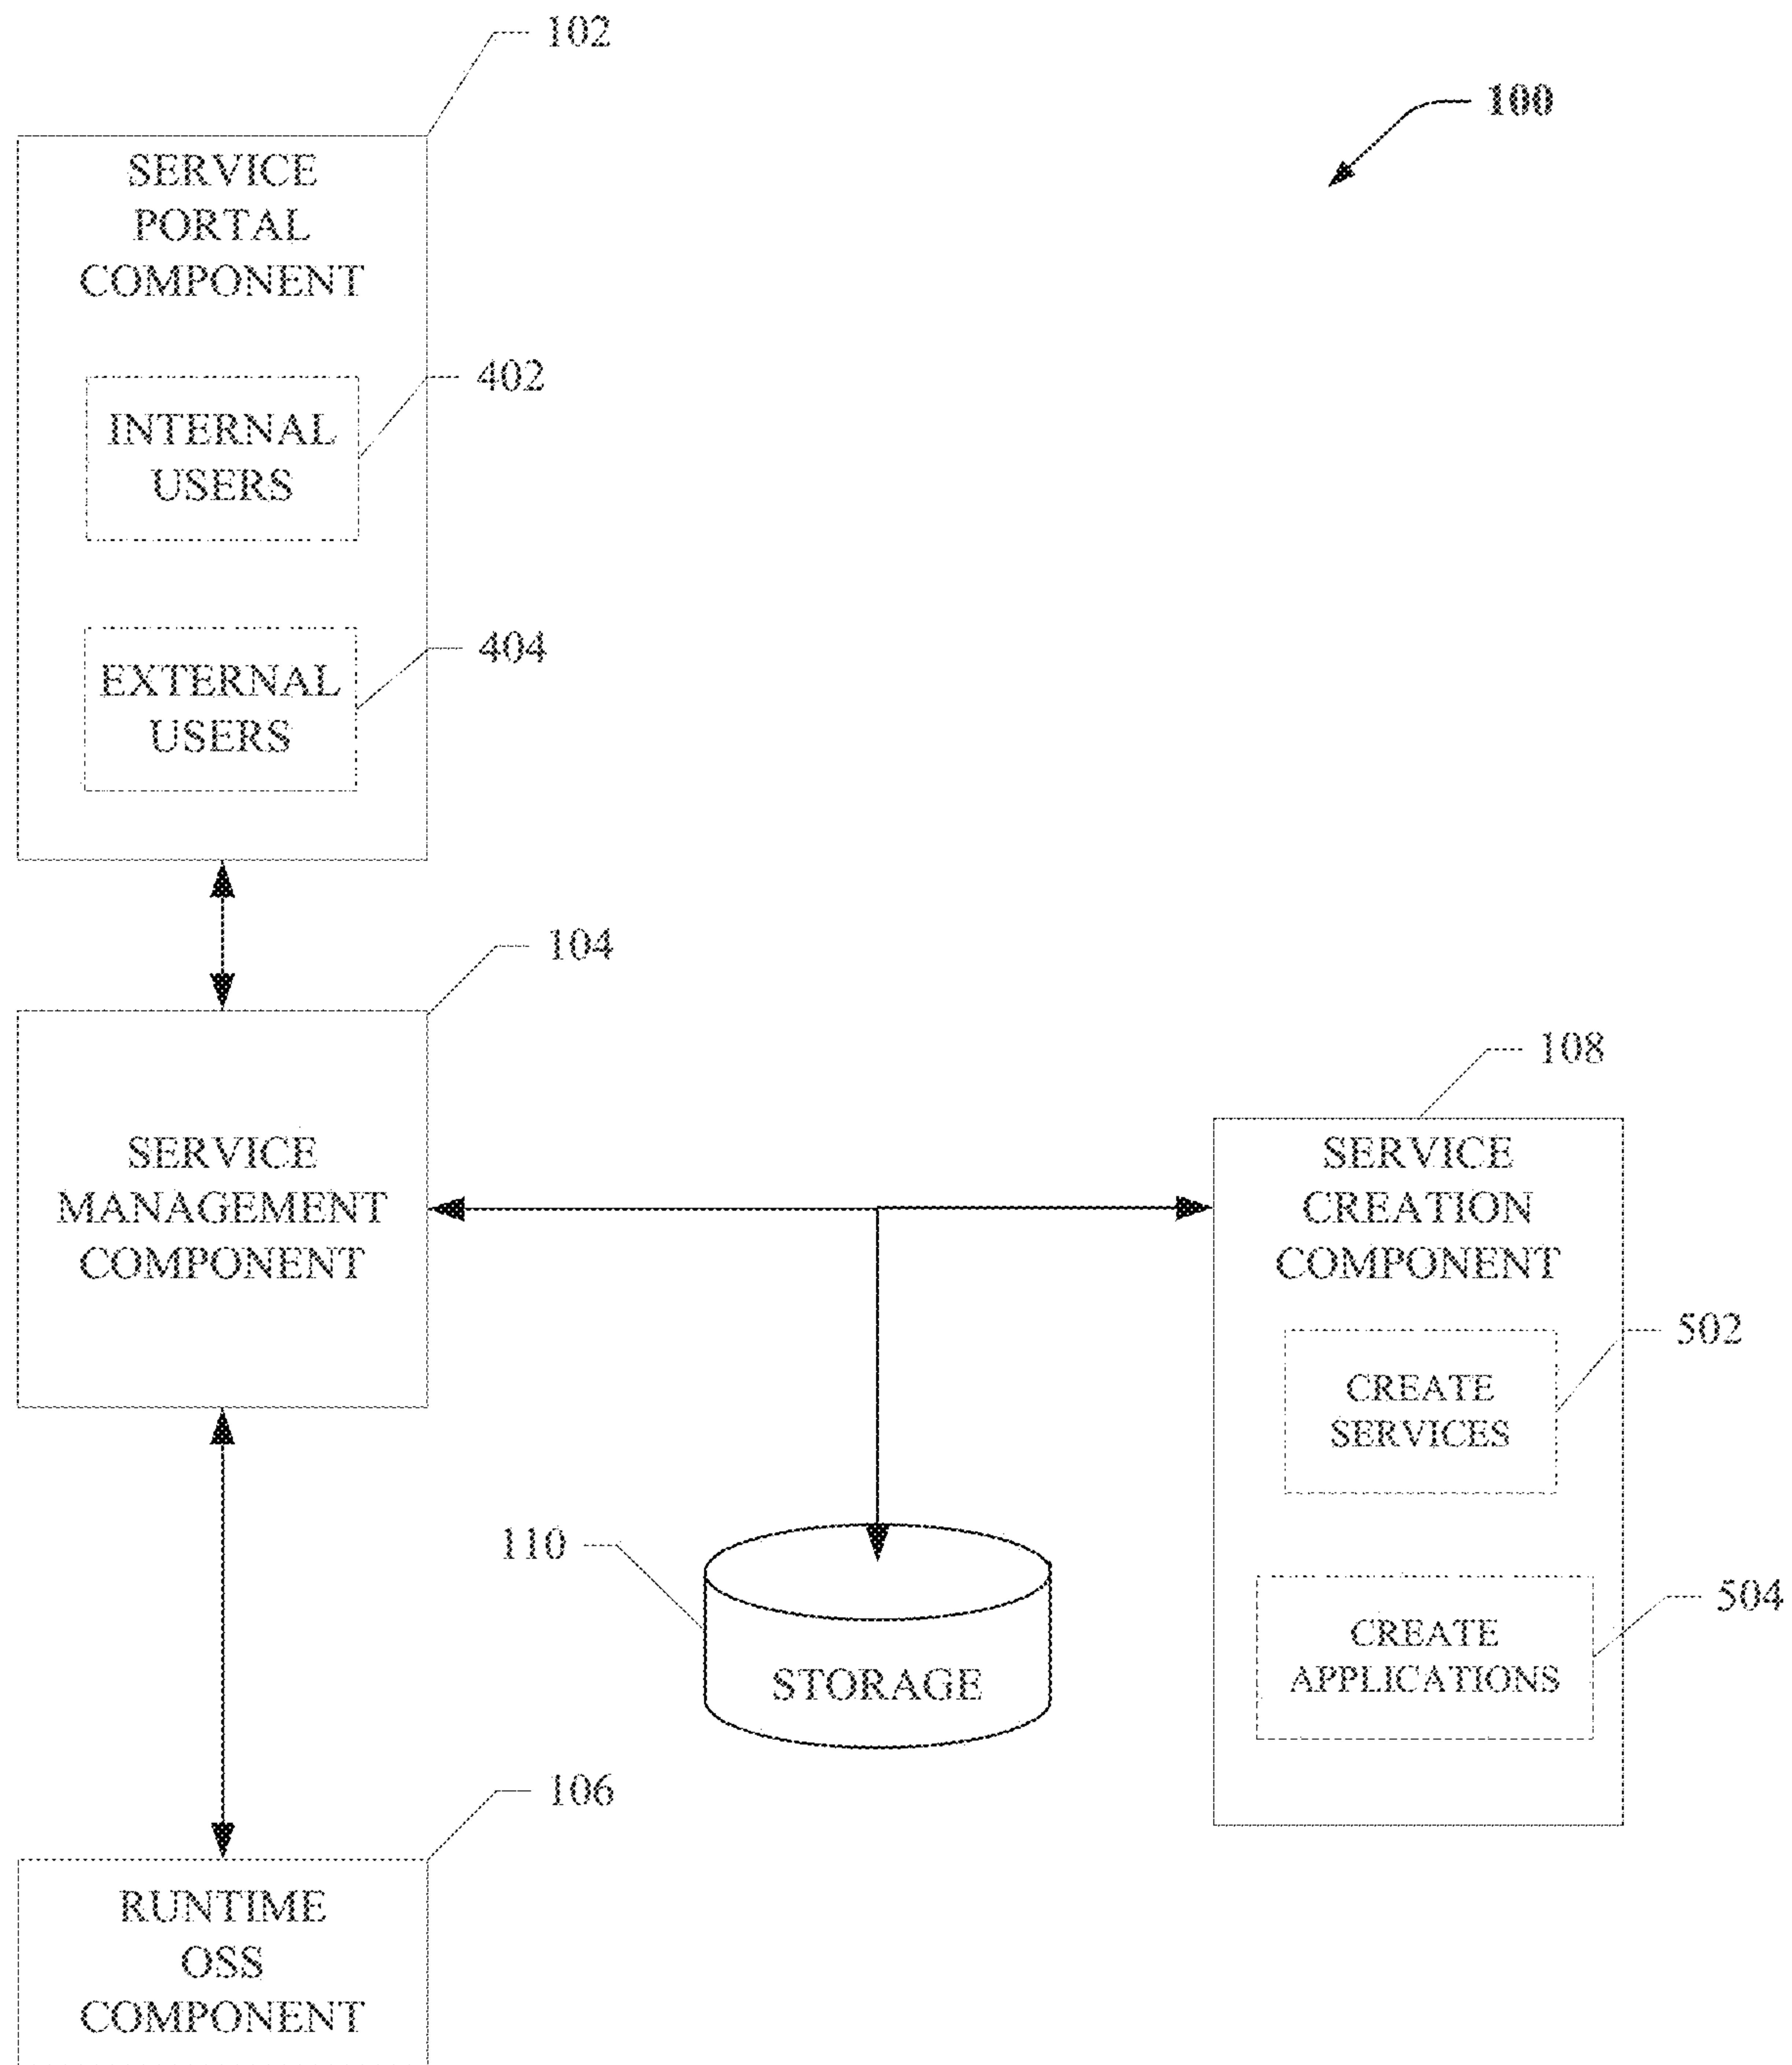 102
100
SERVICE
PORTAL
COMPONENT
402
INTERNAL
USERS
404
EXTERNAL
USERS
104
SERVICE
MANAGEMENT
COMPONENT
108
SERVICE
CREATION
COMPONENT
502
CREATE
SERVICES
110
STORAGE
504
CREATE
APPLICATIONS
106
RUNTIME
OSS
COMPONENT